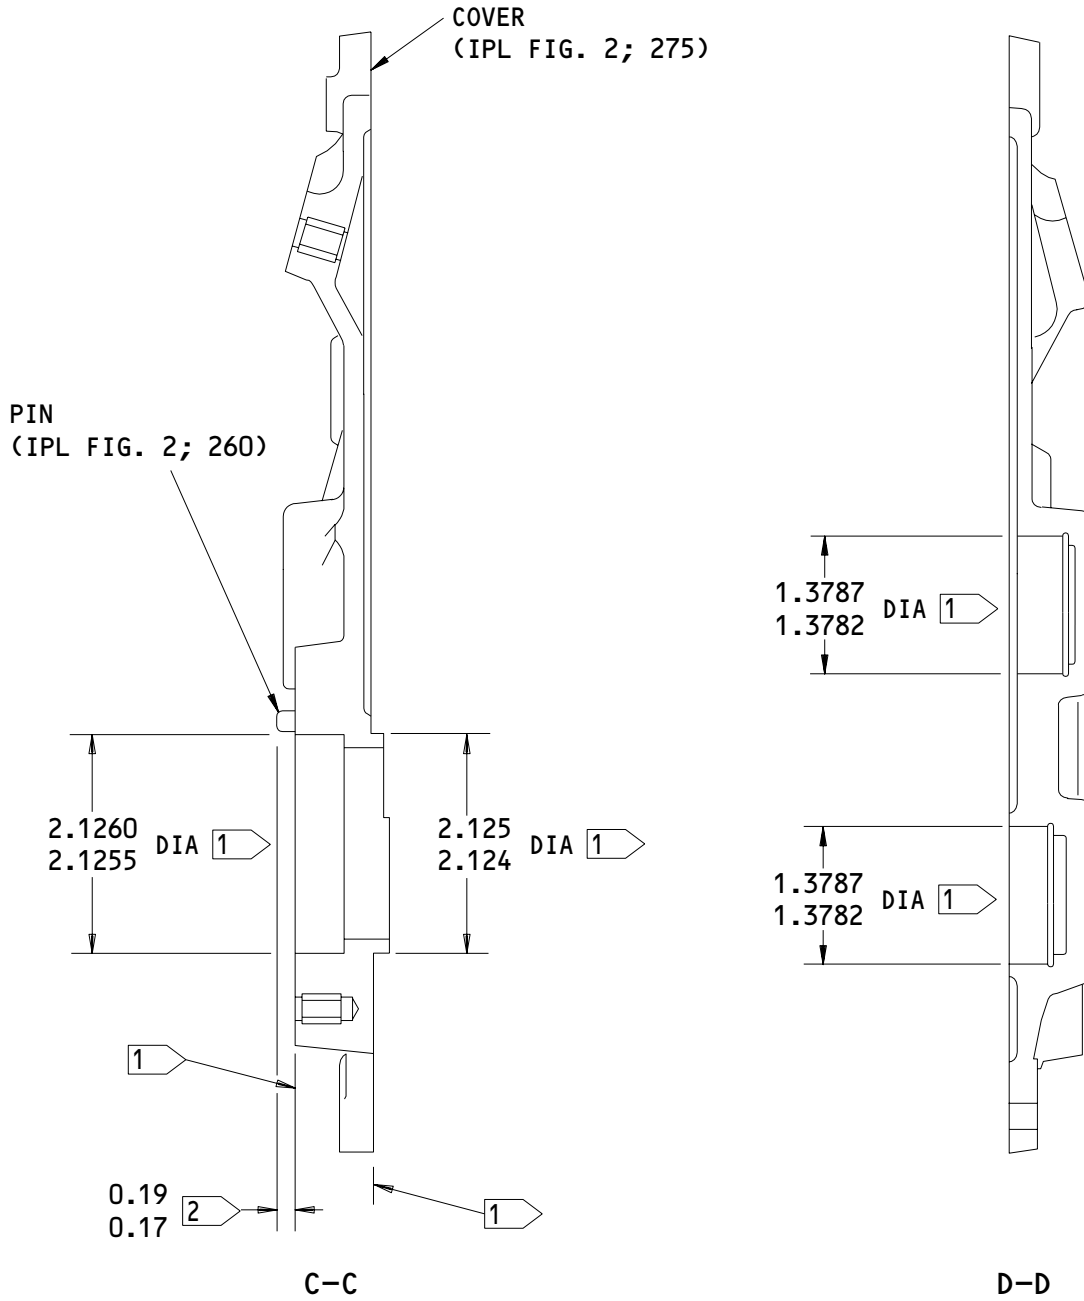 COVER
(IPL FIG. 2; 275)
PIN
(IPL FIG. 2; 260)
1.3787
1.3782
DIA 1
2.1260
2.1255
DIA 1
2.125
2.124
DIA 1
1.3787
1.3782
DIA 1
1
0.19
0.17
2
1
C-C
D-D